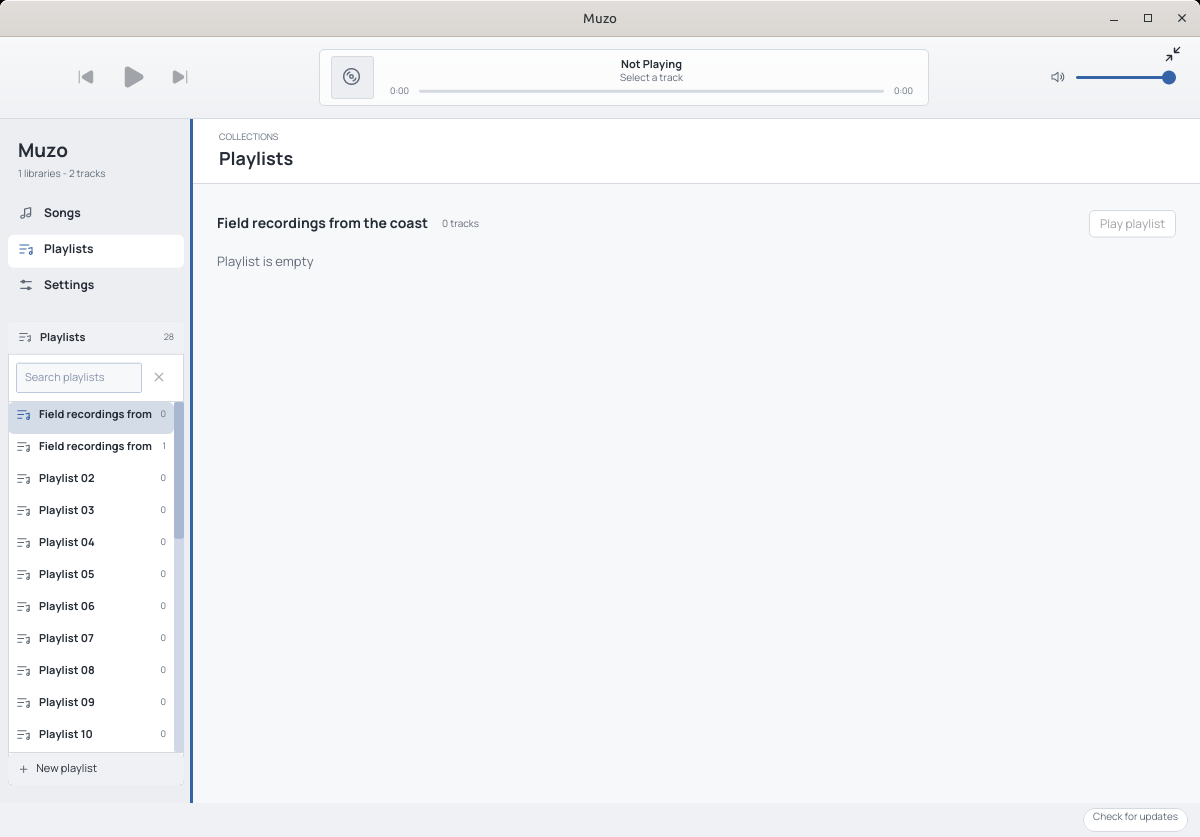 Muzo
Not Playing
Select a track
0:00
0:00
Muzo
1 libraries - 2 tracks
Songs
Playlists
Settings
Playlists 28
Search playlists
Field recordings from 0
Field recordings from 1
Playlist 02 0
Playlist 03 0
Playlist 04 0
Playlist 05 0
Playlist 06 0
Playlist 07 0
Playlist 08 0
Playlist 09 0
Playlist 10 0
New playlist
COLLECTIONS
Playlists
Field recordings from the coast 0 tracks
Play playlist
Playlist is empty
Check for updates